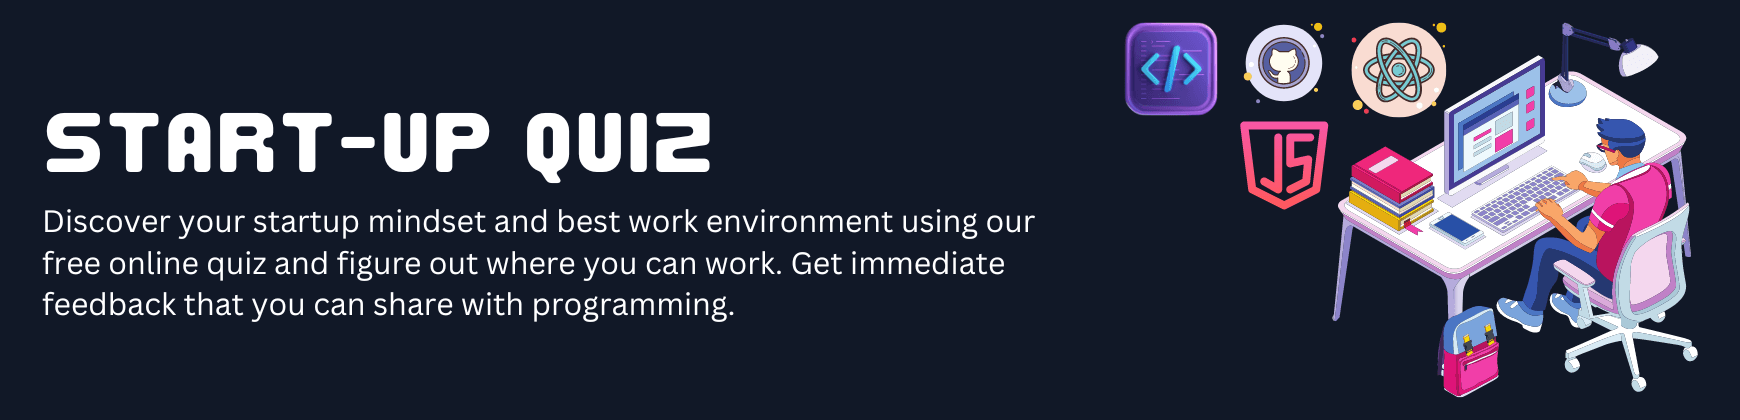 START-UP QUIZ
Discover your startup mindset and best work environment using our
free online quiz and figure out where you can work. Get immediate
feedback that you can share with programming.
</>
JS